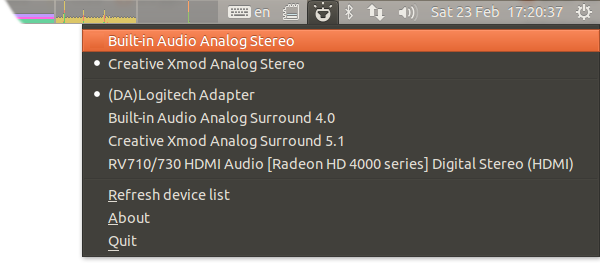 en Sat 23 Feb 17:20:37
Built-in Audio Analog Stereo
Creative Xmod Analog Stereo
(DA)Logitech Adapter
Built-in Audio Analog Surround 4.0
Creative Xmod Analog Surround 5.1
RV710/730 HDMI Audio [Radeon HD 4000 series] Digital Stereo (HDMI)
Refresh device list
About
Quit